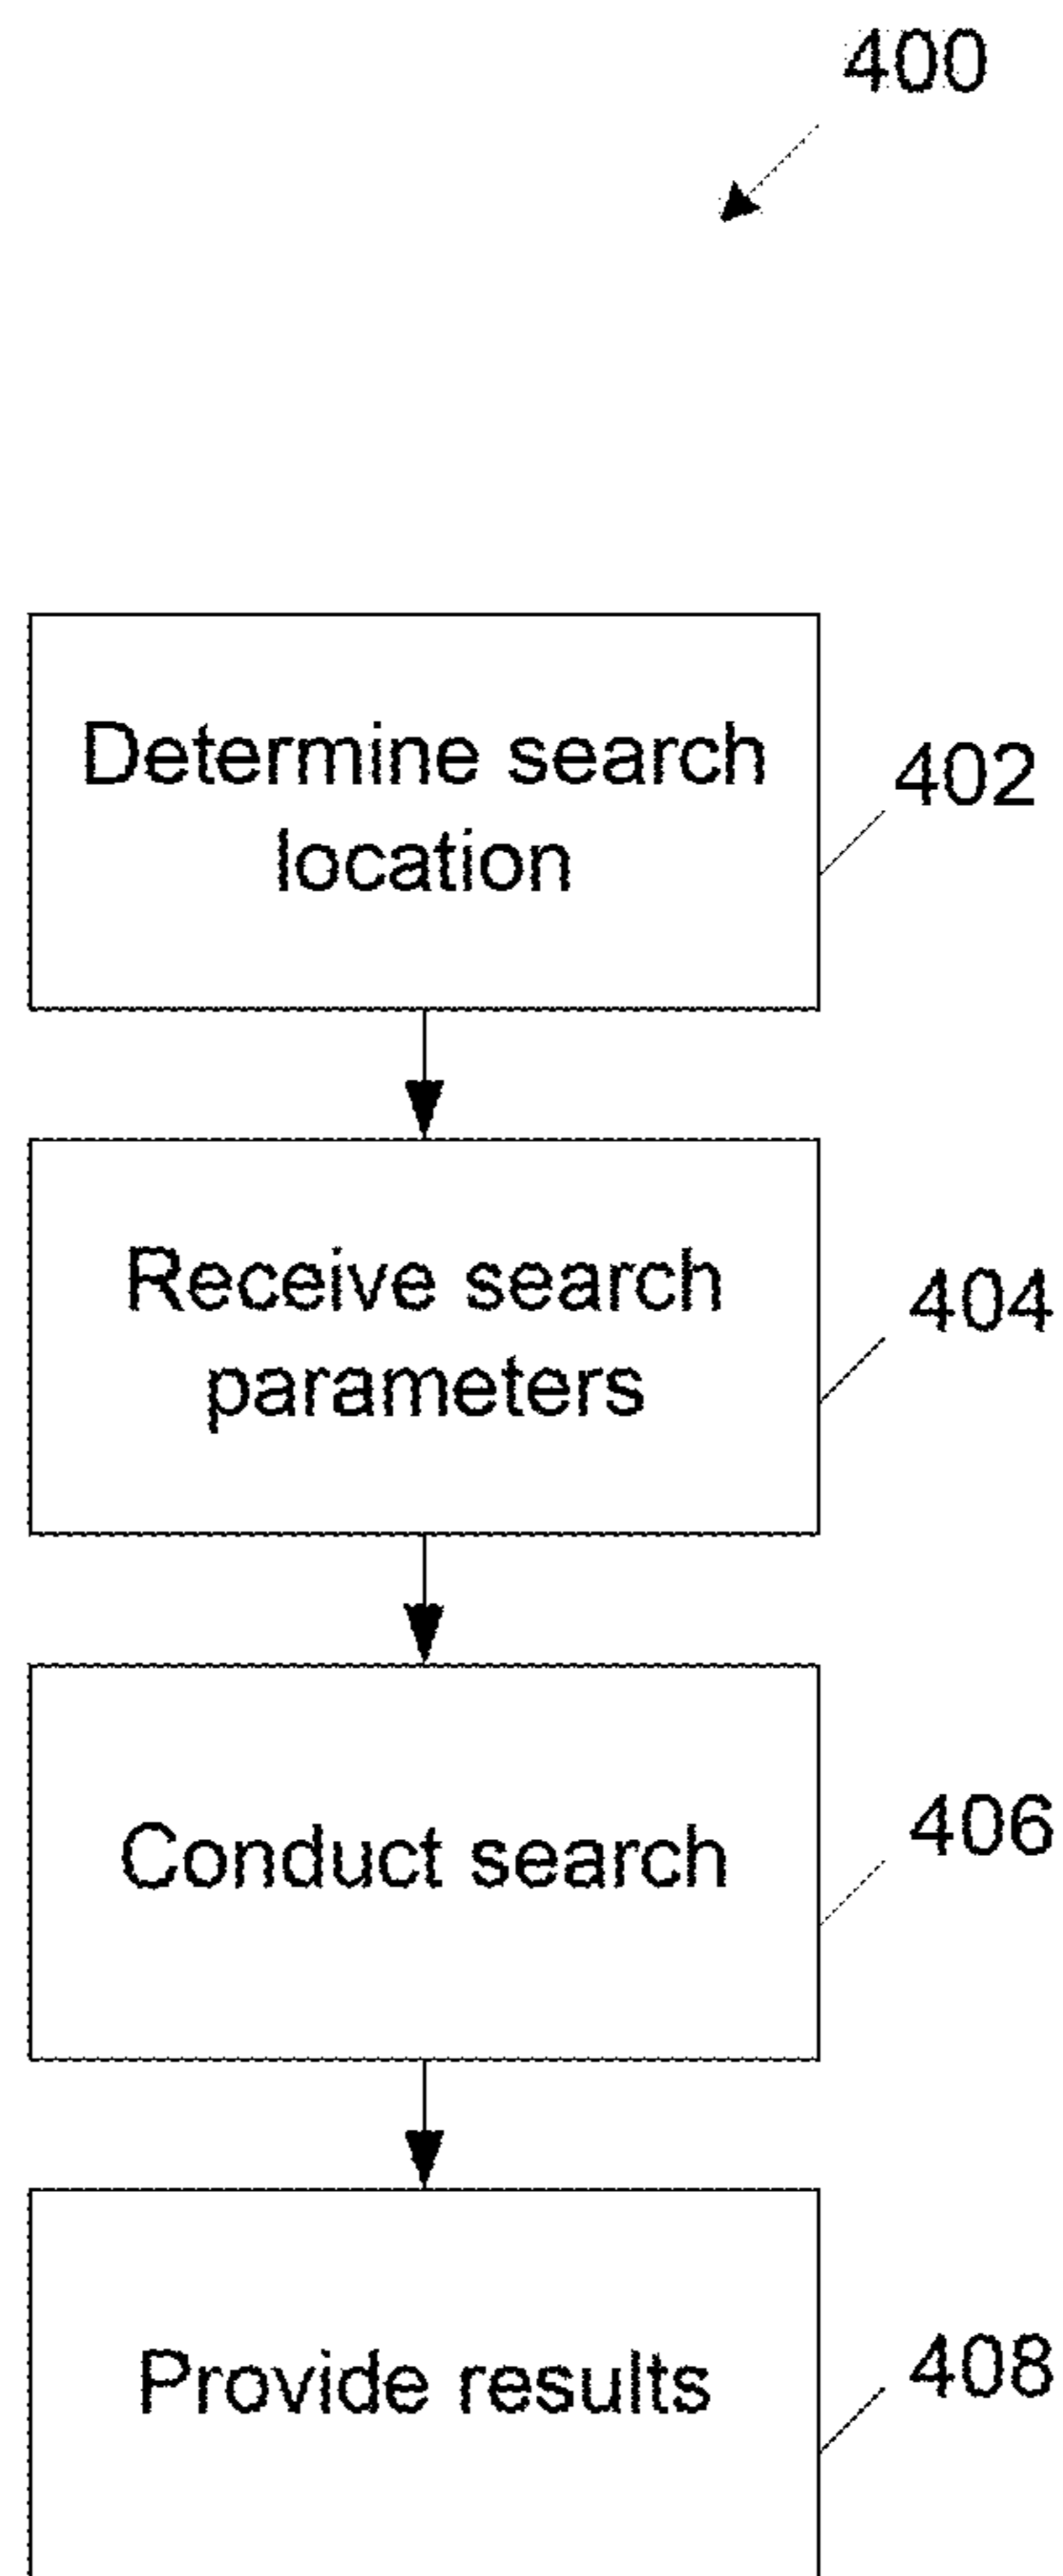 400
Determine search
location
402
Receive search
parameters
404
Conduct search
406
Provide results
408